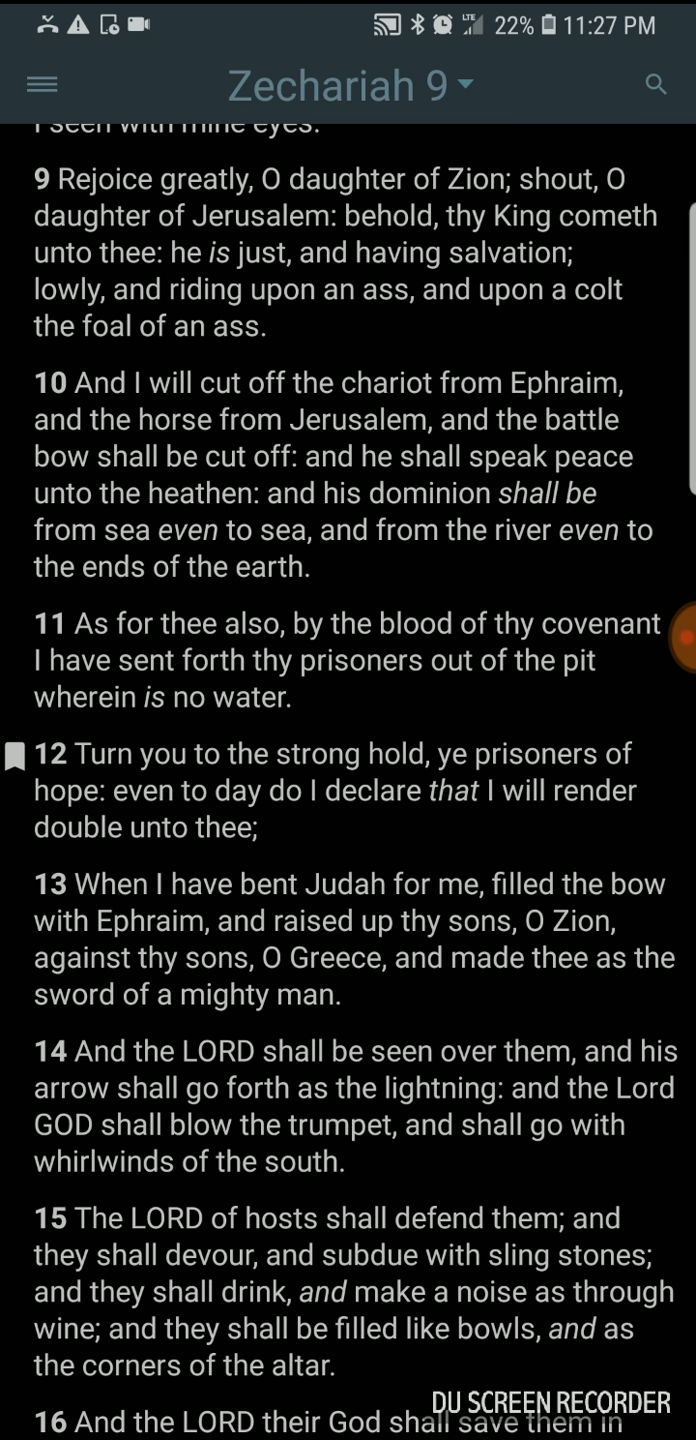 LTE 22% 11:27 PM
Zechariah 9
I seen with mine eyes.
9 Rejoice greatly, O daughter of Zion; shout, O
daughter of Jerusalem: behold, thy King cometh
unto thee: he is just, and having salvation;
lowly, and riding upon an ass, and upon a colt
the foal of an ass.
10 And I will cut off the chariot from Ephraim,
and the horse from Jerusalem, and the battle
bow shall be cut off: and he shall speak peace
unto the heathen: and his dominion shall be
from sea even to sea, and from the river even to
the ends of the earth.
11 As for thee also, by the blood of thy covenant
I have sent forth thy prisoners out of the pit
wherein is no water.
12 Turn you to the strong hold, ye prisoners of
hope: even to day do I declare that I will render
double unto thee;
13 When I have bent Judah for me, filled the bow
with Ephraim, and raised up thy sons, O Zion,
against thy sons, O Greece, and made thee as the
sword of a mighty man.
14 And the LORD shall be seen over them, and his
arrow shall go forth as the lightning: and the Lord
GOD shall blow the trumpet, and shall go with
whirlwinds of the south.
15 The LORD of hosts shall defend them; and
they shall devour, and subdue with sling stones;
and they shall drink, and make a noise as through
wine; and they shall be filled like bowls, and as
the corners of the altar.
DU SCREEN RECORDER
16 And the LORD their God shall save them in